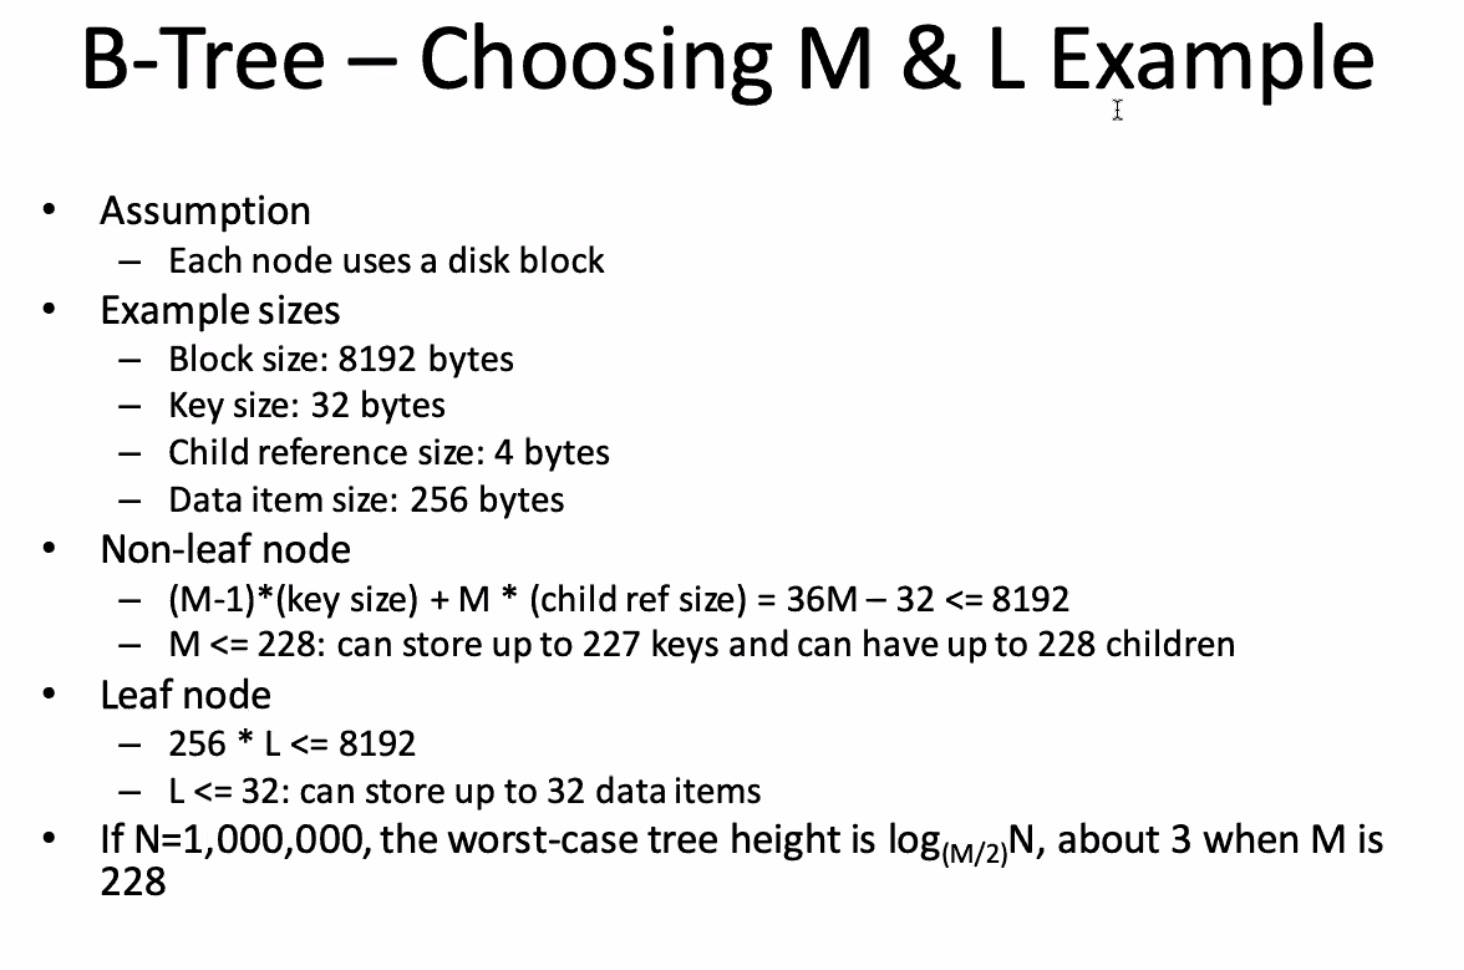 B-Tree – Choosing M & L Example
• Assumption
– Each node uses a disk block
• Example sizes
– Block size: 8192 bytes
– Key size: 32 bytes
– Child reference size: 4 bytes
– Data item size: 256 bytes
• Non-leaf node
– (M-1)*(key size) + M * (child ref size) = 36M – 32 <= 8192
– M <= 228: can store up to 227 keys and can have up to 228 children
• Leaf node
– 256 * L <= 8192
– L <= 32: can store up to 32 data items
• If N=1,000,000, the worst-case tree height is log(M/2)N, about 3 when M is
228